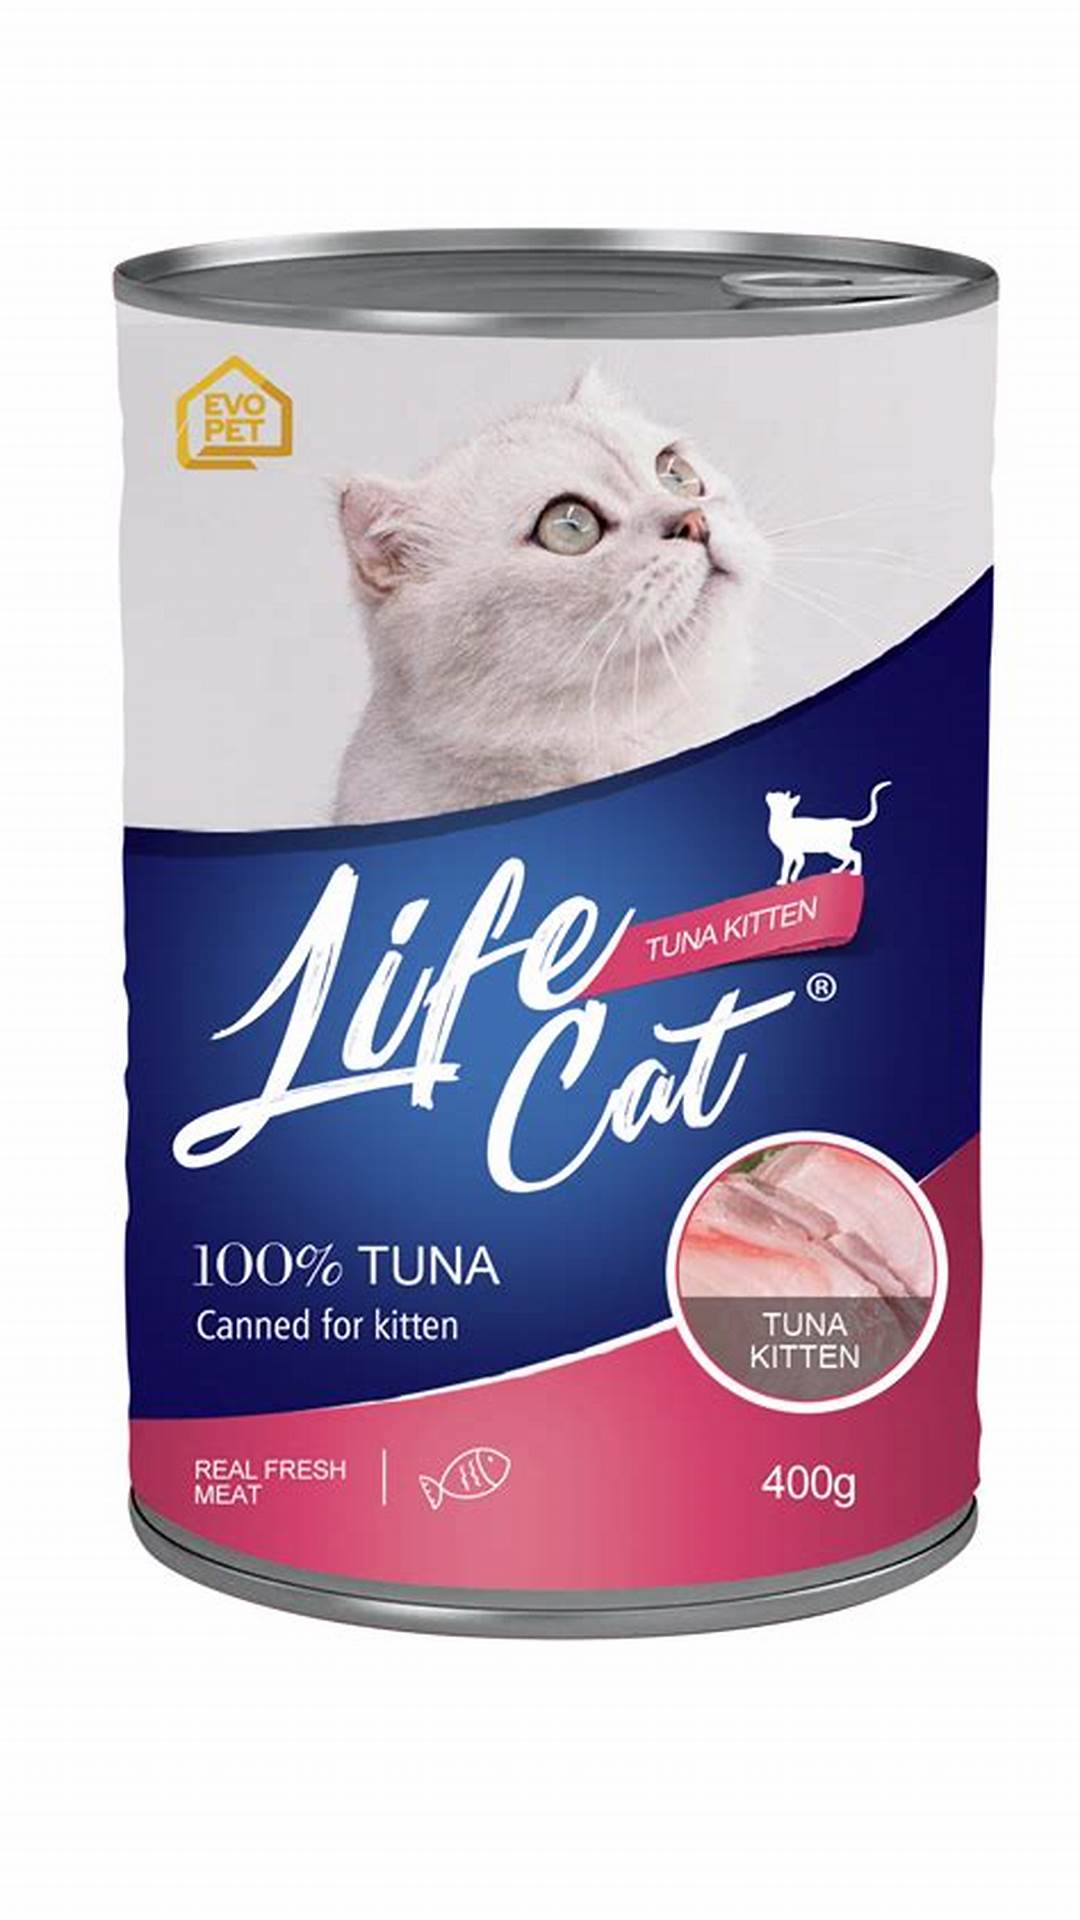 EVO
PET
Life
TUNA KITTEN
Cat ®
100% TUNA
Canned for kitten
TUNA
KITTEN
REAL FRESH
MEAT
400g